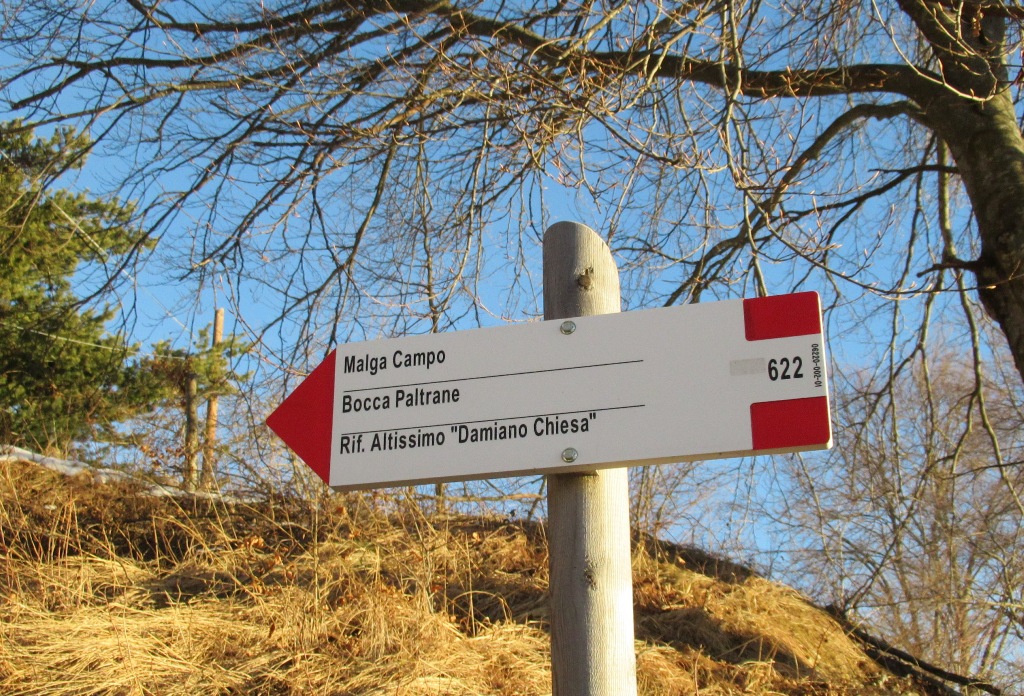 Malga Campo
Bocca Paltrane
Rif. Altissimo "Damiano Chiesa"
622